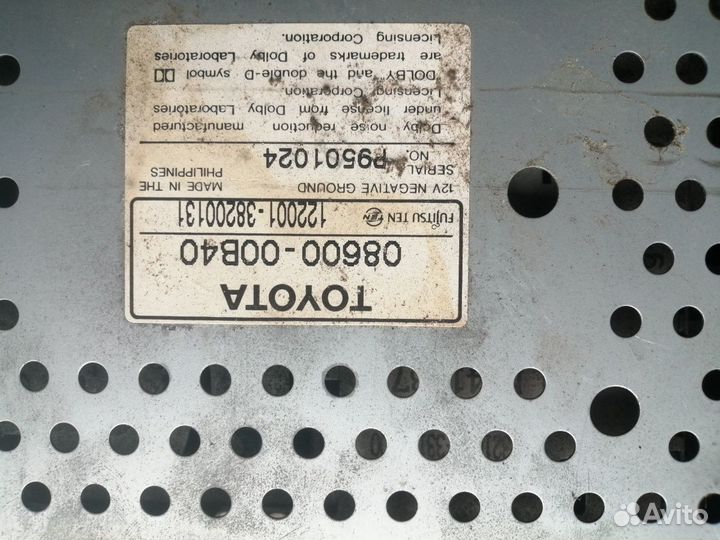 TOYOTA
08600-00B40
FUJITSU TEN TEN 122001-38200131
12V NEGATIVE GROUND MADE IN THE PHILIPPINES
SERIAL NO. P9501024
Dolby noise reduction manufactured
under license from Dolby Laboratories
Licensing Corporation.
"DOLBY" and the double-D symbol
are trademarks of Dolby Laboratories
Licensing Corporation.
Avito